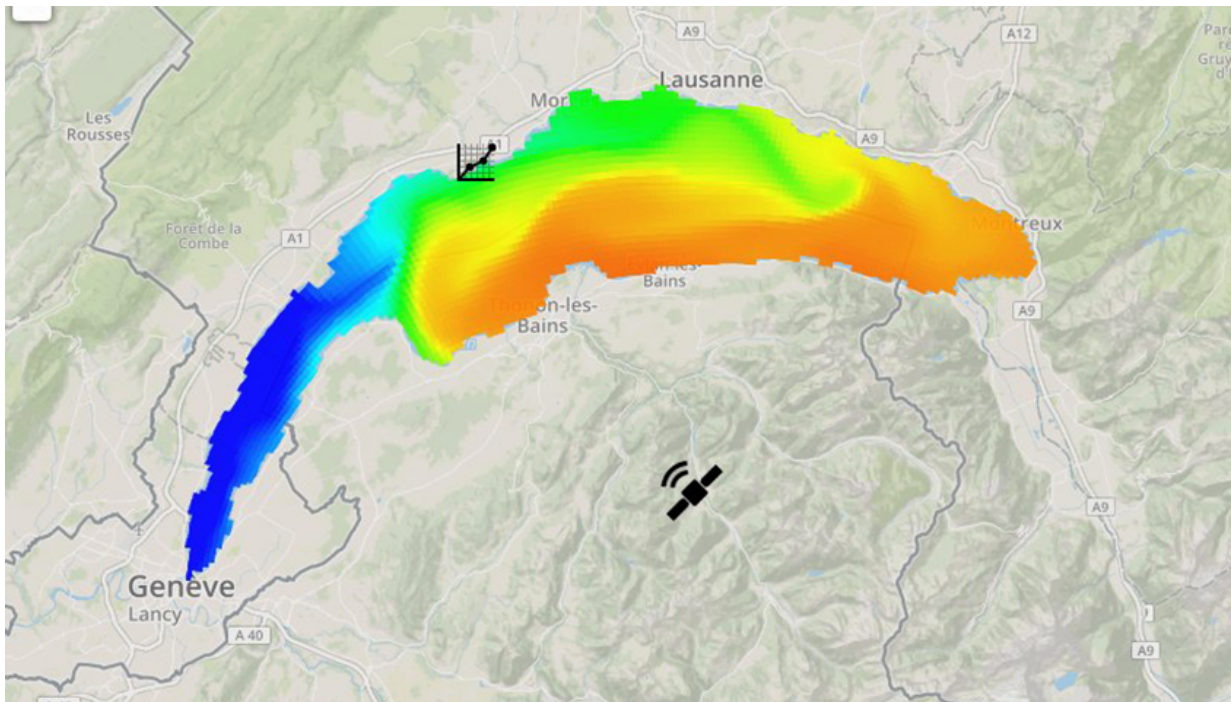 A9
A12
Lausanne
Les
Rousses
A1
A9
Forêt de la
Combe
A1
Montreux
Bains
Thonon-les-
Bains
A9
A9
Genève
Lancy
A 40
A9